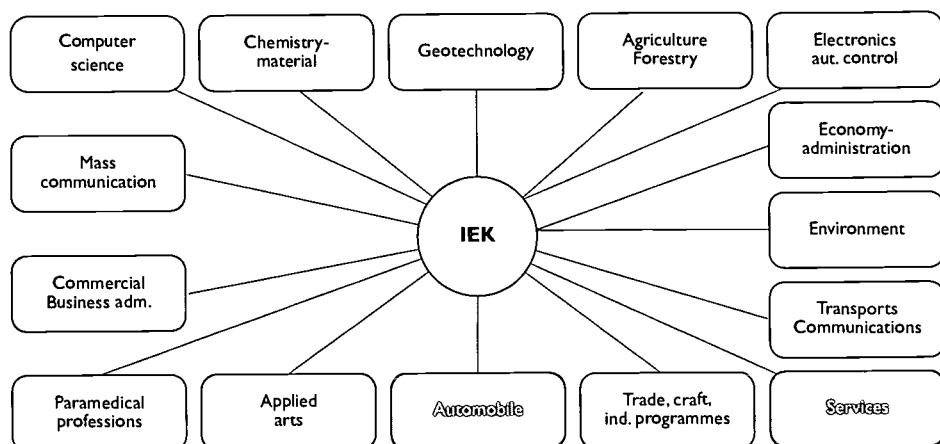 Computer
science
Chemistry-
material
Geotechnology
Agriculture
Forestry
Electronics
aut. control
Mass
communication
Economy-
administration
IEK
Environment
Commercial
Business adm.
Transports
Communications
Paramedical
professions
Applied
arts
Automobile
Trade, craft,
ind. programmes
Services